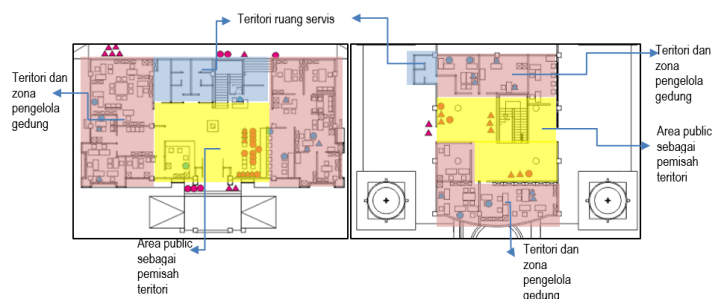 Teritori ruang servis
Teritori dan
zona
pengelola
gedung
Teritori dan
zona
pengelola
gedung
Area public
sebagai
pemisah
teritori
Area public
sebagai
pemisah
teritori
Teritori dan
zona
pengelola
gedung